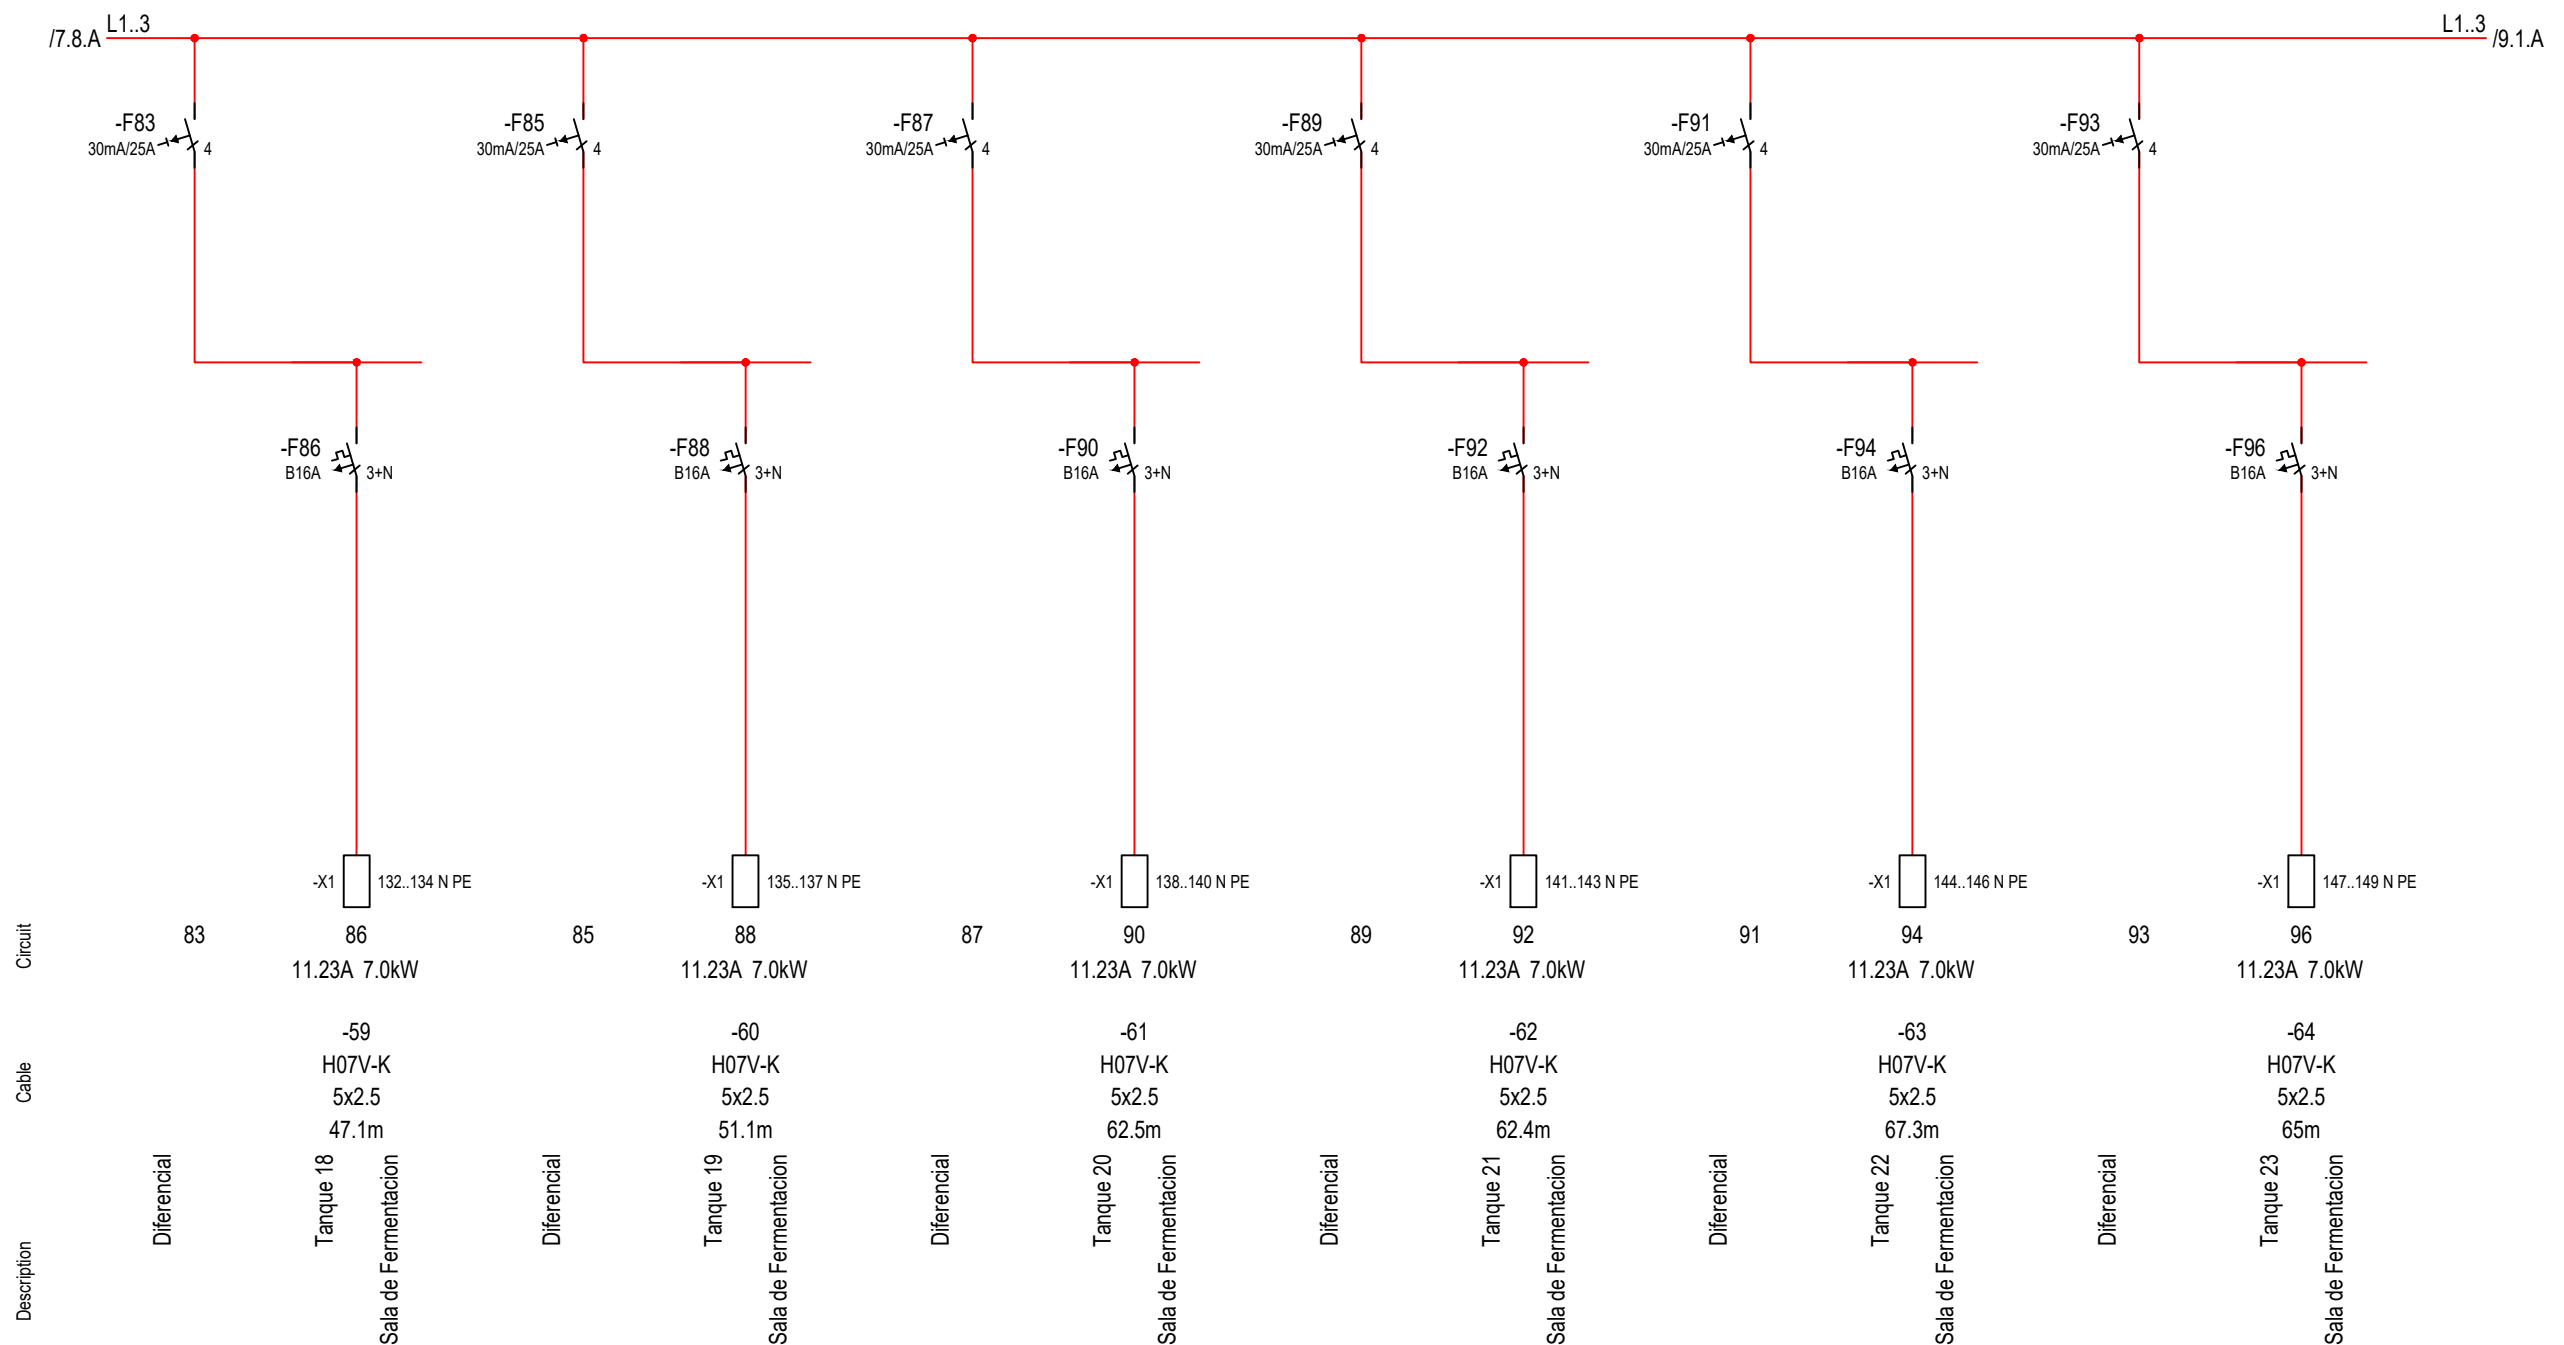 /7.8.A L1..3 L1..3 /9.1.A
-F83 -F85 -F87 -F89 -F91 -F93
30mA/25A 4 30mA/25A 4 30mA/25A 4 30mA/25A 4 30mA/25A 4 30mA/25A 4
-F86 -F88 -F90 -F92 -F94 -F96
B16A 3+N B16A 3+N B16A 3+N B16A 3+N B16A 3+N B16A 3+N
-X1 132..134 N PE -X1 135..137 N PE -X1 138..140 N PE -X1 141..143 N PE -X1 144..146 N PE -X1 147..149 N PE
Circuit 83 86 85 88 87 90 89 92 91 94 93 96
11.23A 7.0kW 11.23A 7.0kW 11.23A 7.0kW 11.23A 7.0kW 11.23A 7.0kW 11.23A 7.0kW
-59 -60 -61 -62 -63 -64
Cable H07V-K H07V-K H07V-K H07V-K H07V-K H07V-K
5x2.5 5x2.5 5x2.5 5x2.5 5x2.5 5x2.5
47.1m 51.1m 62.5m 62.4m 67.3m 65m
Description
Diferencial
Tanque 18
Sala de Fermentacion
Diferencial
Tanque 19
Sala de Fermentacion
Diferencial
Tanque 20
Sala de Fermentacion
Diferencial
Tanque 21
Sala de Fermentacion
Diferencial
Tanque 22
Sala de Fermentacion
Diferencial
Tanque 23
Sala de Fermentacion